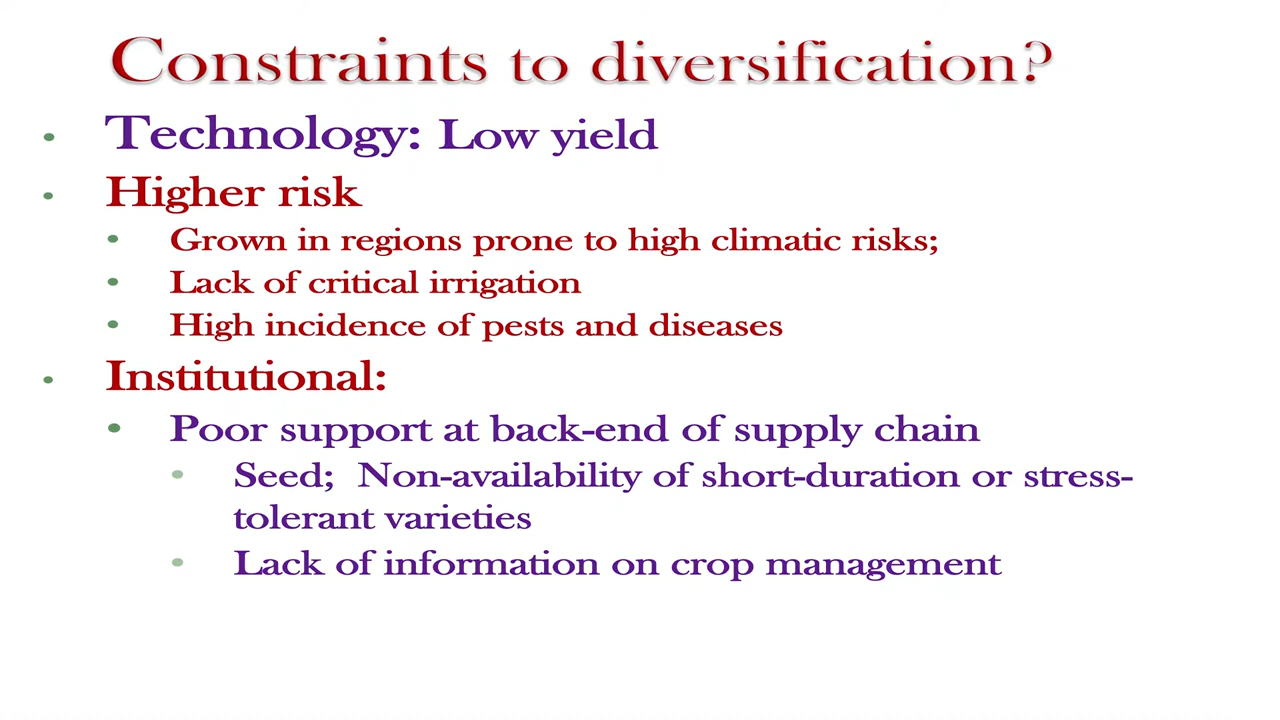 Constraints to diversification?
• Technology: Low yield
• Higher risk
• Grown in regions prone to high climatic risks;
• Lack of critical irrigation
• High incidence of pests and diseases
• Institutional:
• Poor support at back-end of supply chain
• Seed; Non-availability of short-duration or stress-
tolerant varieties
• Lack of information on crop management